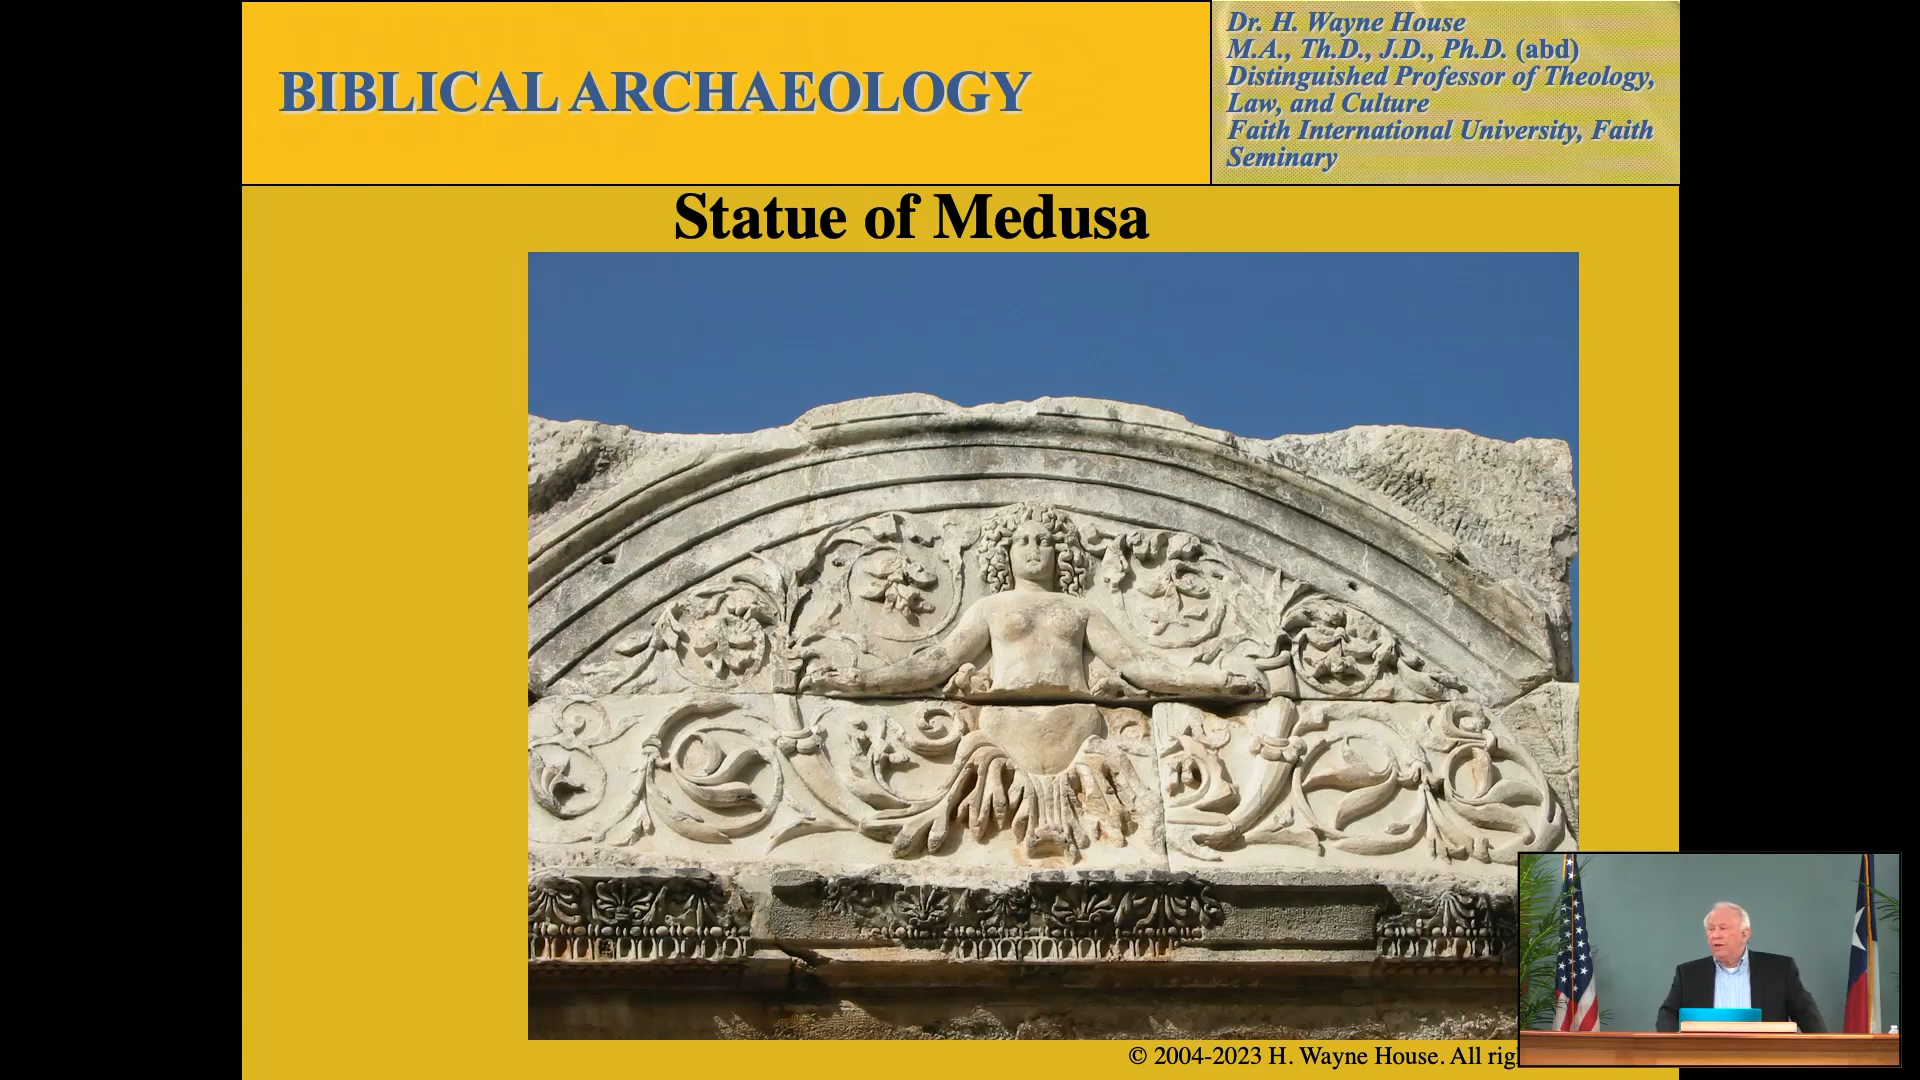 BIBLICAL ARCHAEOLOGY
Dr. H. Wayne House
M.A., Th.D., J.D., Ph.D. (abd)
Distinguished Professor of Theology,
Law, and Culture
Faith International University, Faith
Seminary
Statue of Medusa
© 2004-2023 H. Wayne House. All rig